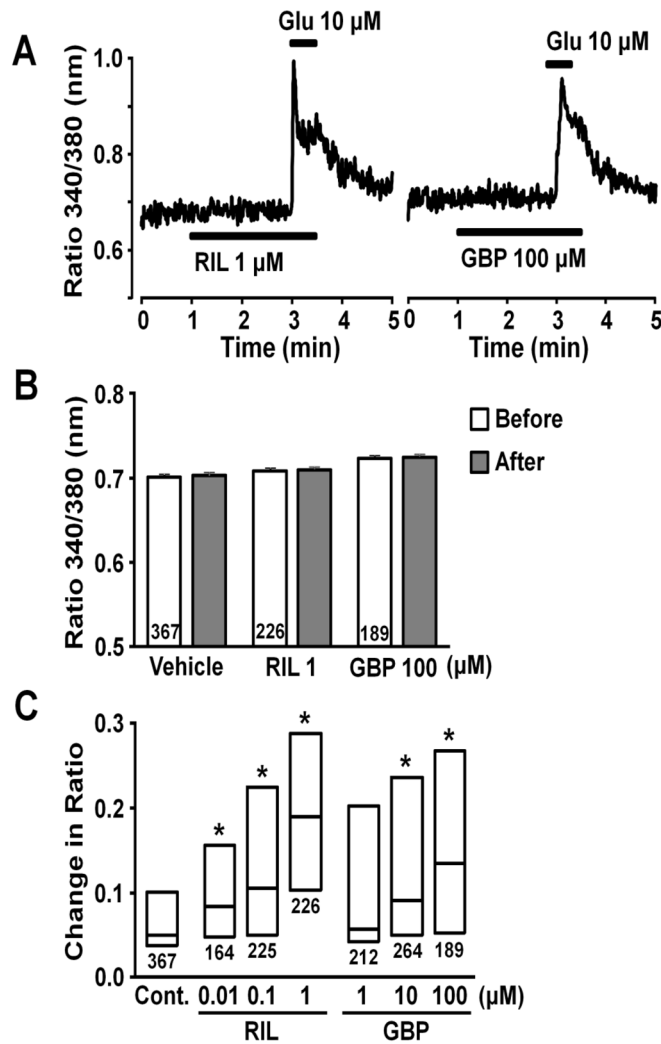 A
Glu 10 µM
Glu 10 µM
Ratio 340/380 (nm)
1.0
0.8
0.6
RIL 1 µM
GBP 100 µM
0 1 2 3 4 5
0 1 2 3 4 5
Time (min)
Time (min)
B
Ratio 340/380 (nm)
0.8
0.7
0.6
0.5
Before
After
367
226
189
Vehicle RIL 1 GBP 100 (µM)
C
Change in Ratio
0.3
0.2
0.1
0.0
* * * * *
367 164 225 226 212 264 189
Cont. 0.01 0.1 1 1 10 100 (µM)
RIL GBP